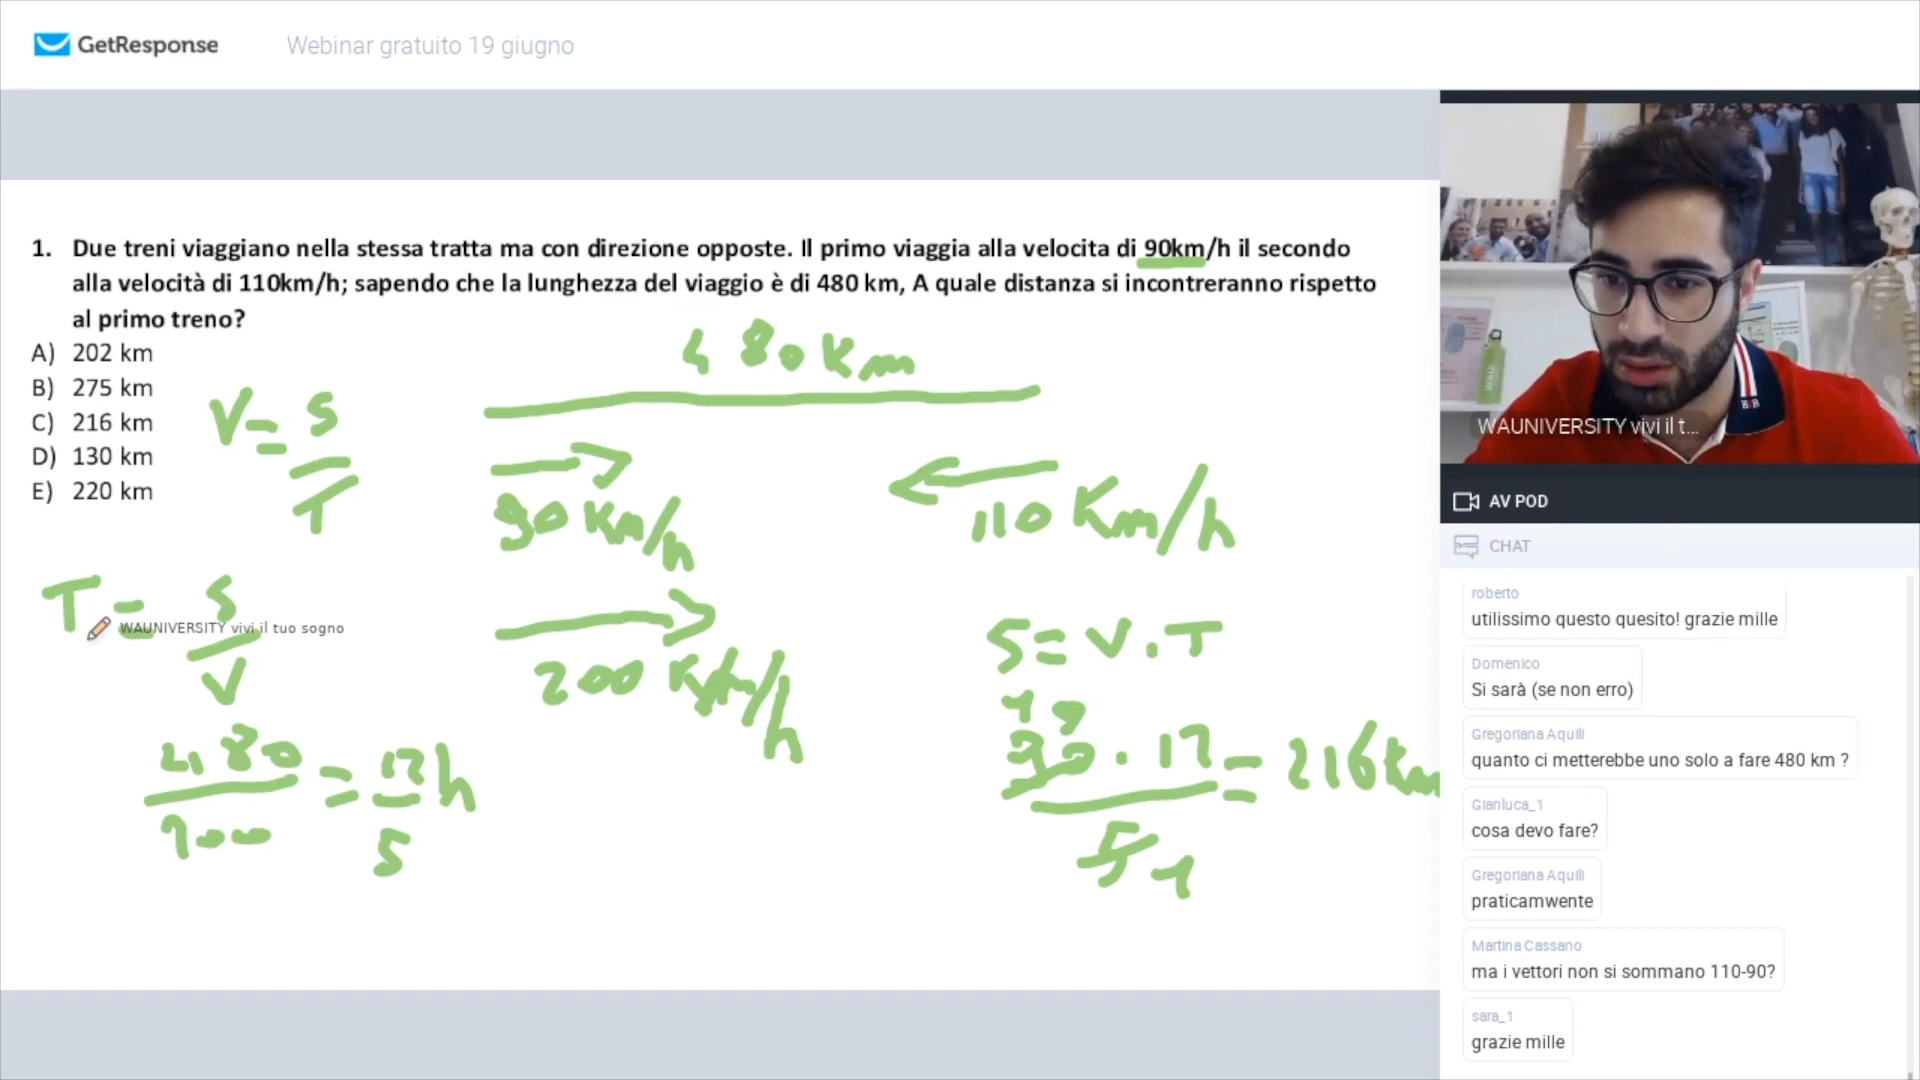 GetResponse
Webinar gratuito 19 giugno
1. Due treni viaggiano nella stessa tratta ma con direzione opposte. Il primo viaggia alla velocita di 90km/h il secondo
alla velocità di 110km/h; sapendo che la lunghezza del viaggio è di 480 km, A quale distanza si incontreranno rispetto
al primo treno?
A) 202 km
B) 275 km
C) 216 km
D) 130 km
E) 220 km
480 Km
V = S
T
90 Km/h
110 Km/h
T = S
V
WAUNIVERSITY vivi il tuo sogno
200 Km/h
S = V . T
480 = 12 h
200 5
90 . 12 = 216 Km
5 1
WAUNIVERSITY vivi il t...
H B
WAU
AV POD
CHAT
roberto
utilissimo questo quesito! grazie mille
Domenico
Si sarà (se non erro)
Gregoriana Aquili
quanto ci metterebbe uno solo a fare 480 km ?
Gianluca_1
cosa devo fare?
Gregoriana Aquili
praticamwente
Martina Cassano
ma i vettori non si sommano 110-90?
sara_1
grazie mille